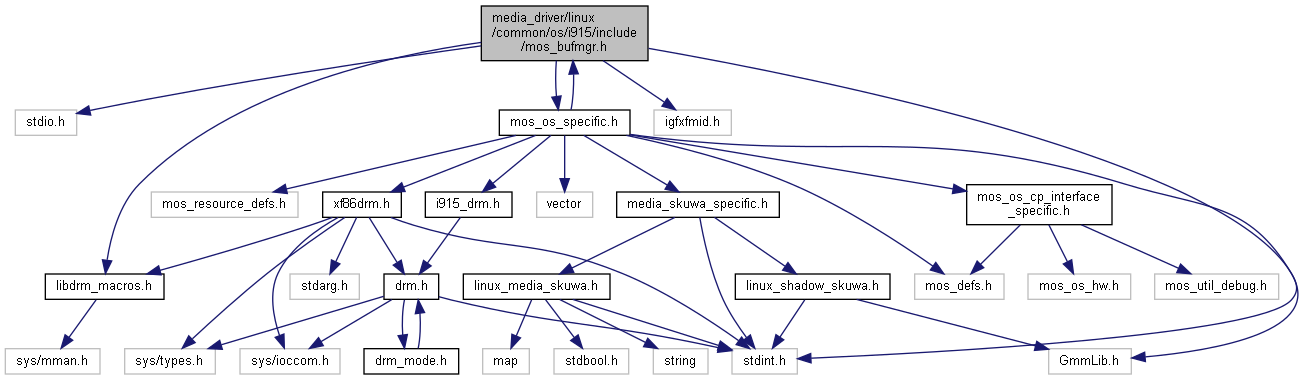 media_driver/linux
/common/os/i915/include
/mos_bufmgr.h
stdio.h
mos_os_specific.h
igfxfmid.h
mos_resource_defs.h
xf86drm.h
i915_drm.h
vector
media_skuwa_specific.h
mos_os_cp_interface
_specific.h
libdrm_macros.h
stdarg.h
drm.h
linux_media_skuwa.h
linux_shadow_skuwa.h
mos_defs.h
mos_os_hw.h
mos_util_debug.h
sys/mman.h
sys/types.h
sys/ioccom.h
drm_mode.h
map
stdbool.h
string
stdint.h
GmmLib.h